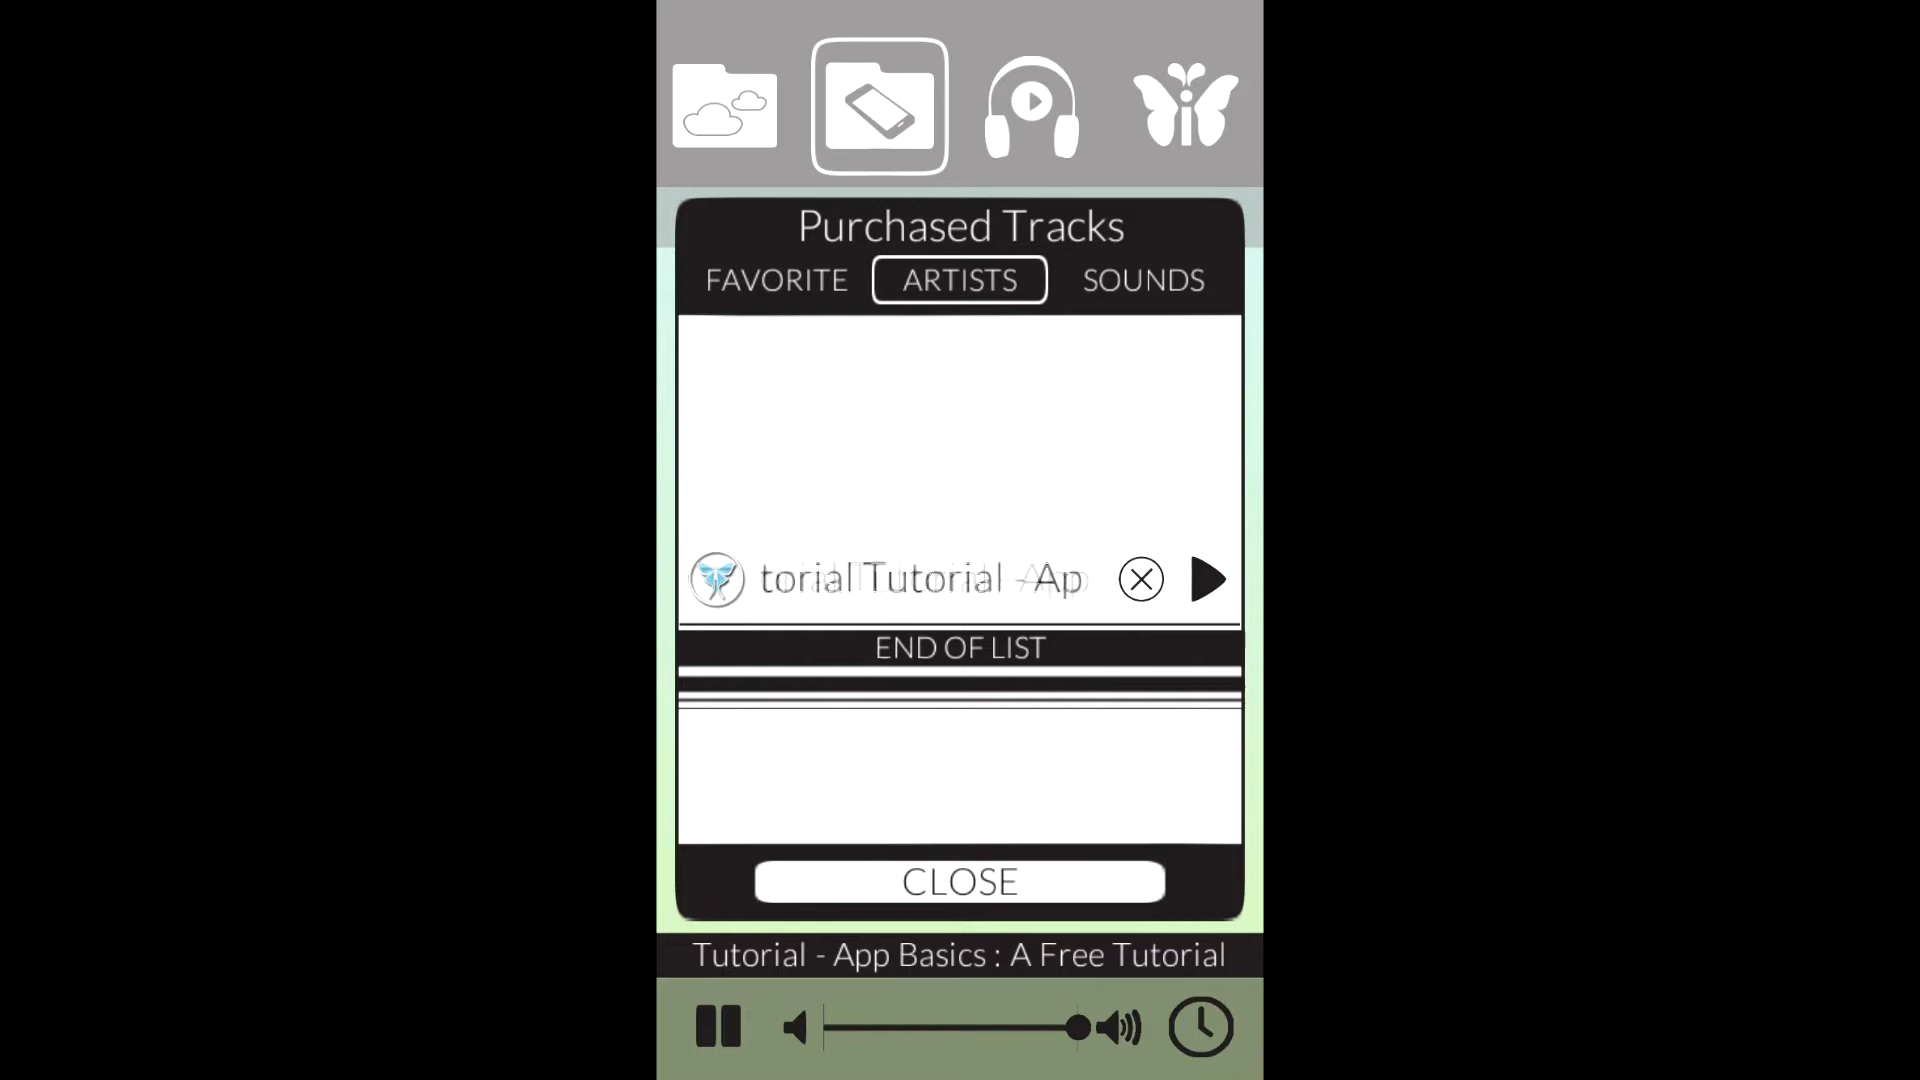 Purchased Tracks
FAVORITE ARTISTS SOUNDS
torial Tutorial - Ap
END OF LIST
CLOSE
Tutorial - App Basics : A Free Tutorial